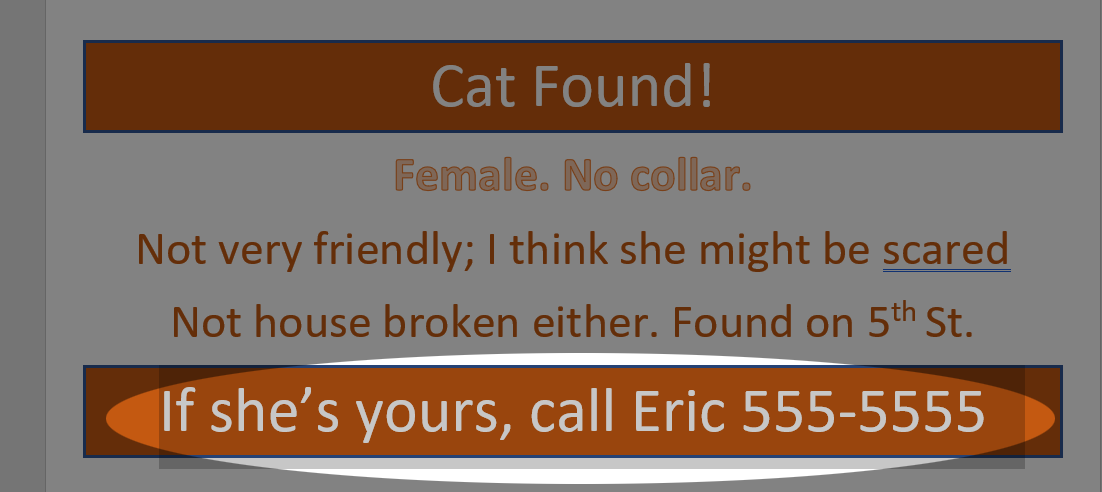 Cat Found!
Female. No collar.
Not very friendly; I think she might be scared
Not house broken either. Found on 5th St.
If she’s yours, call Eric 555-5555